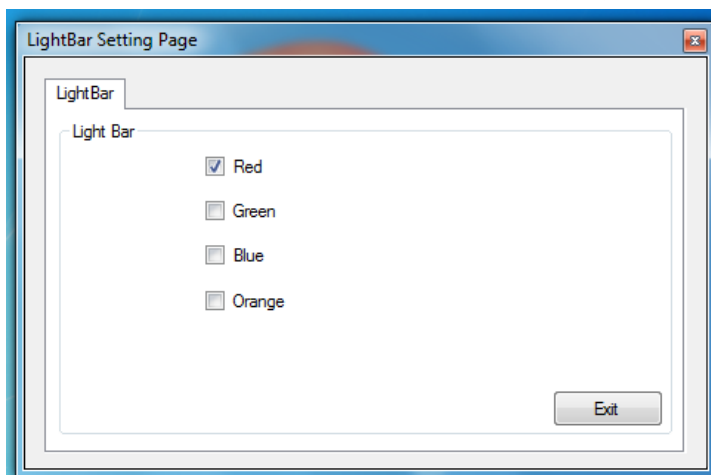 LightBar Setting Page
LightBar
Light Bar
Red
Green
Blue
Orange
Exit